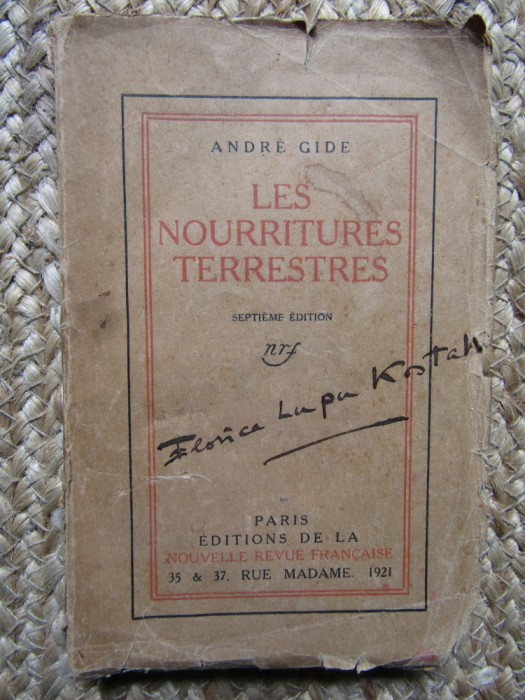 ANDRÉ GIDE
LES
NOURRITURES
TERRESTRES
SEPTIÈME ÉDITION
nrf
Florica Lupu Kostak
PARIS
ÉDITIONS DE LA
NOUVELLE REVUE FRANÇAISE
35 & 37, RUE MADAME. 1921